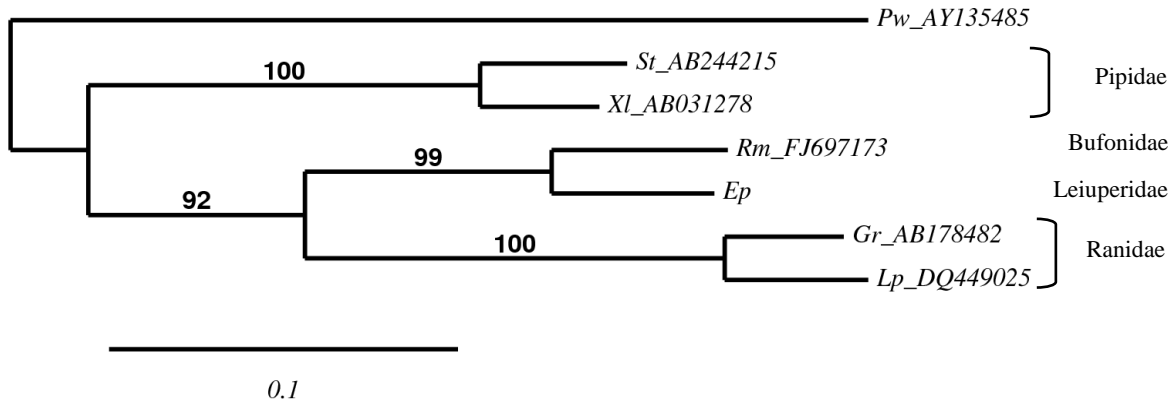 Pw_AY135485
St_AB244215
100
Pipidae
Xl_AB031278
Rm_FJ697173
Bufonidae
99
Ep
Leiuperidae
92
Gr_AB178482
100
Ranidae
Lp_DQ449025
0.1